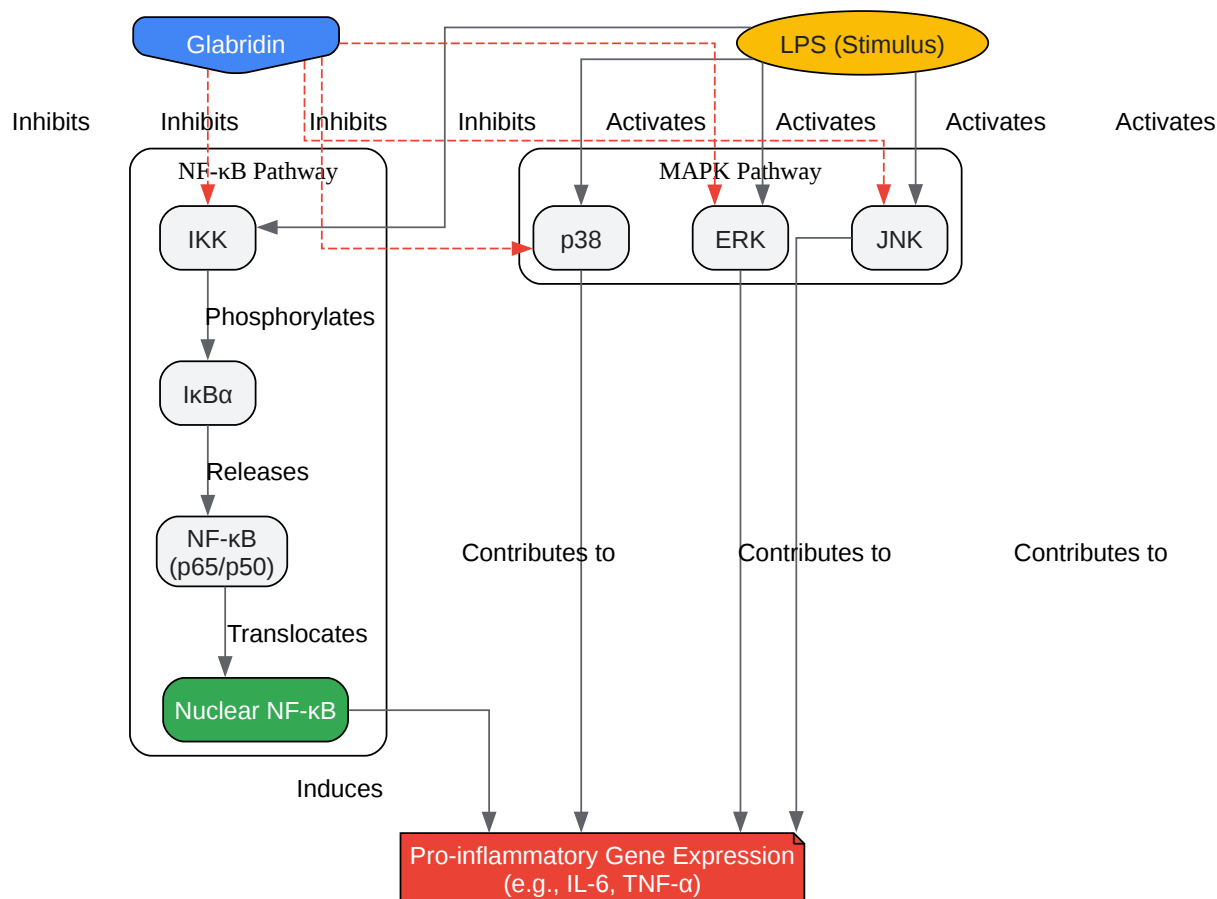 Glabridin
LPS (Stimulus)
Inhibits
Inhibits
Inhibits
Inhibits
Activates
Activates
Activates
Activates
NF-κB Pathway
MAPK Pathway
IKK
p38
ERK
JNK
Phosphorylates
IκBα
Releases
NF-κB
(p65/p50)
Contributes to
Contributes to
Contributes to
Translocates
Nuclear NF-κB
Induces
Pro-inflammatory Gene Expression
(e.g., IL-6, TNF-α)